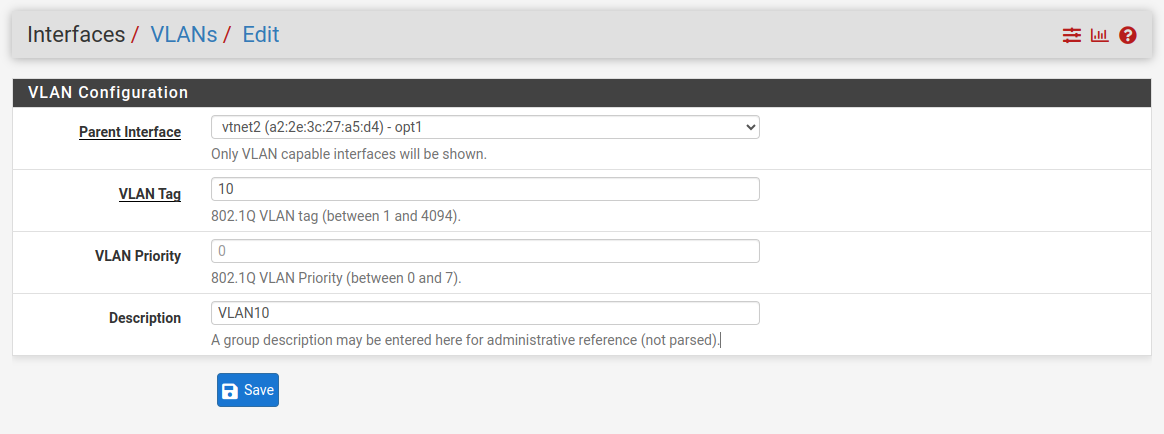 Interfaces / VLANs / Edit
VLAN Configuration
Parent Interface
vtnet2 (a2:2e:3c:27:a5:d4) - opt1
Only VLAN capable interfaces will be shown.
VLAN Tag
10
802.1Q VLAN tag (between 1 and 4094).
VLAN Priority
0
802.1Q VLAN Priority (between 0 and 7).
Description
VLAN10
A group description may be entered here for administrative reference (not parsed).
Save